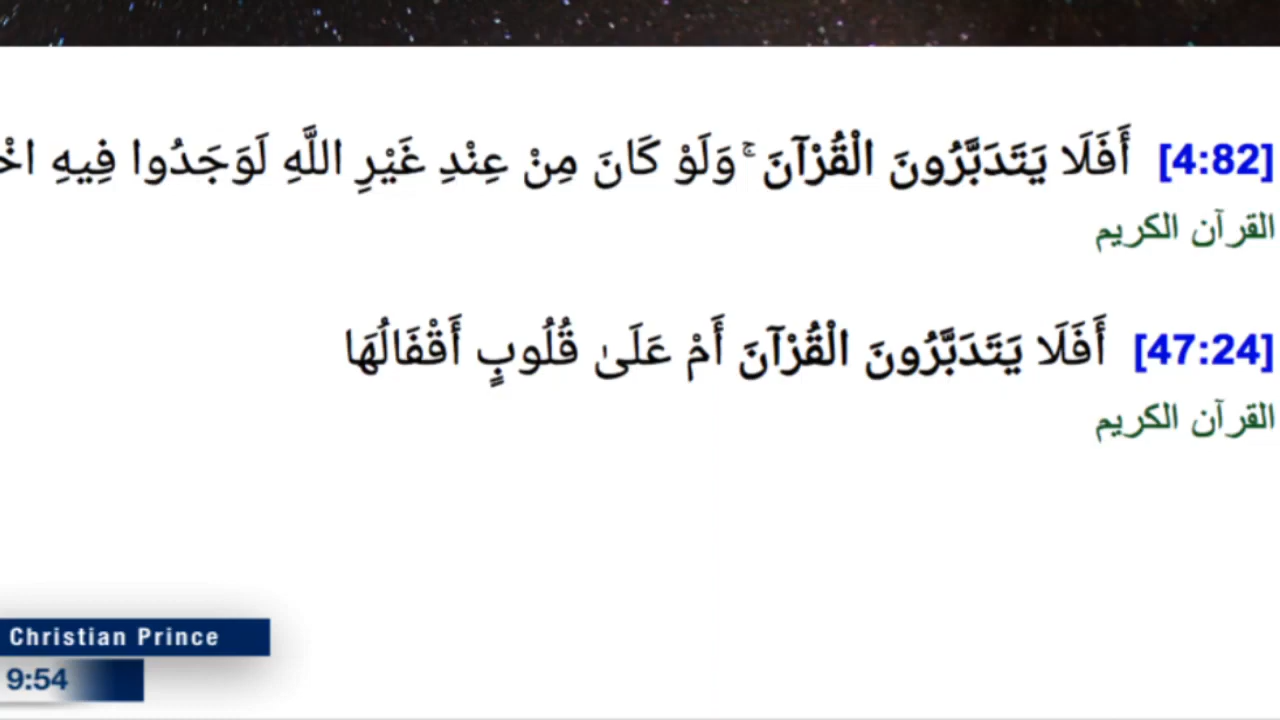 [4:82] أَفَلَا يَتَدَبَّرُونَ الْقُرْآنَ ۚ وَلَوْ كَانَ مِنْ عِنْدِ غَيْرِ اللَّهِ لَوَجَدُوا فِيهِ
القرآن الكريم
[47:24] أَفَلَا يَتَدَبَّرُونَ الْقُرْآنَ أَمْ عَلَىٰ قُلُوبٍ أَقْفَالُهَا
القرآن الكريم
Christian Prince
9:54